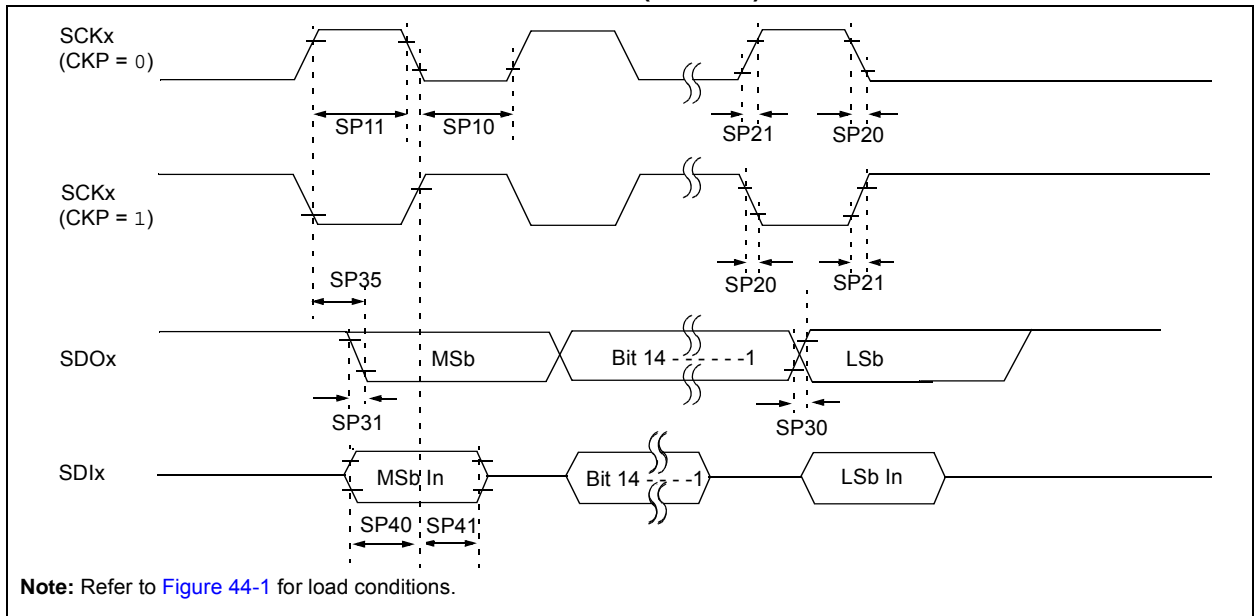 SCKx
(CKP = 0)
SP11
SP10
SP21
SP20
SCKx
(CKP = 1)
SP35
SP20
SP21
SDOx
MSb
Bit 14 - - - - - -1
LSb
SP31
SP30
SDIx
MSb In
Bit 14 - - - -1
LSb In
SP40
SP41
Note: Refer to Figure 44-1 for load conditions.